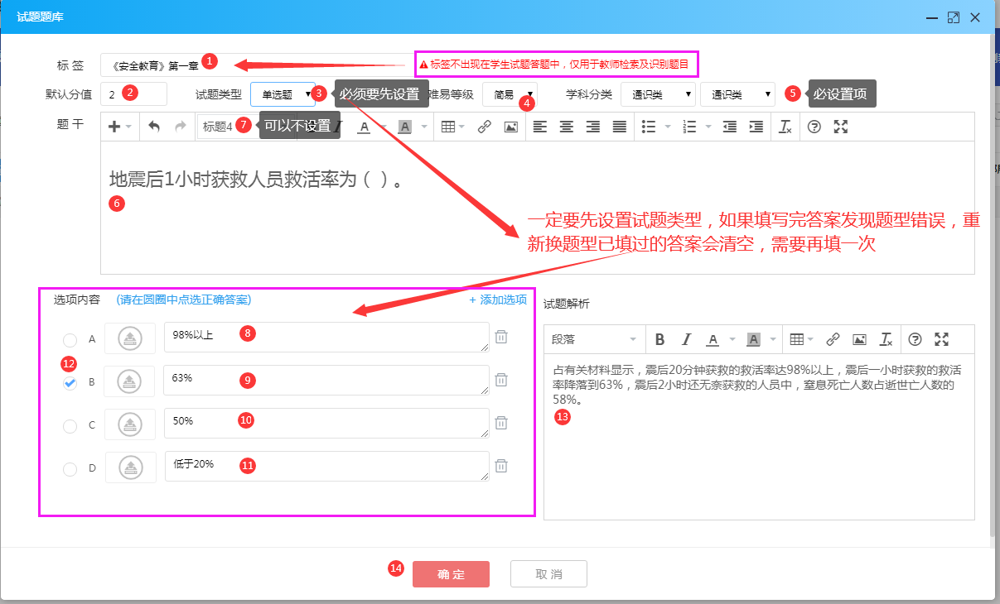 试题题库
标 签 《安全教育》第一章 1 标签不出现在学生试题答题中，仅用于教师检索及识别题目
默认分值 2 2 试题类型 单选题 3 必须要先设置 难易等级 简易 4 学科分类 通识类 通识类 5 必设置项
题 干 标题4 7 可以不设置 I A A
地震后1小时获救人员救活率为（ ）。
6
一定要先设置试题类型，如果填写完答案发现题型错误，重
新换题型已填过的答案会清空，需要再填一次
选项内容 (请在圆圈中点选正确答案) + 添加选项
A 98%以上 8
12
B 63% 9
C 50% 10
D 低于20% 11
试题解析
段落 B I A A
占有关材料显示，震后20分钟获救的救活率达98%以上，震后一小时获救的救活
率降落到63%，震后2小时还无奈获救的人员中，窒息死亡人数占逝世亡人数的
58%。
13
14 确 定 取 消